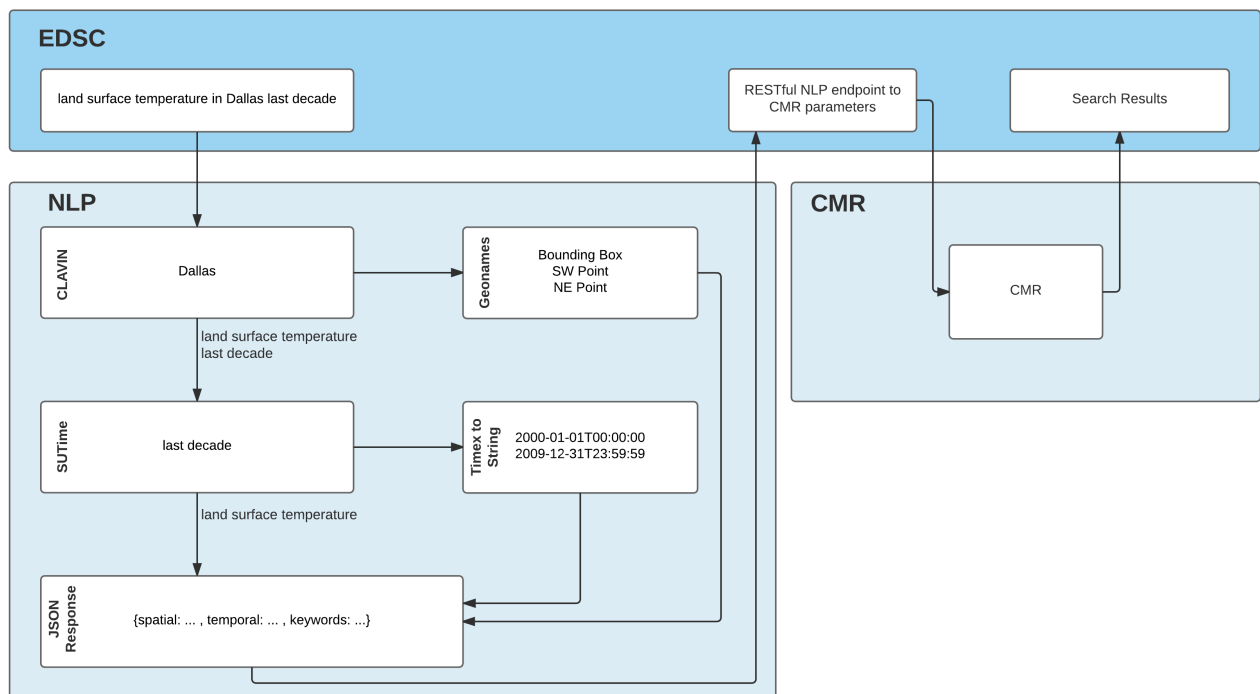 EDSC
land surface temperature in Dallas last decade
RESTful NLP endpoint to
CMR parameters
Search Results
NLP
CLAVIN
Dallas
Geonames
Bounding Box
SW Point
NE Point
land surface temperature
last decade
SUTime
last decade
Timex to
String
2000-01-01T00:00:00
2009-12-31T23:59:59
land surface temperature
JSON
Response
{spatial: ... , temporal: ... , keywords: ...}
CMR
CMR